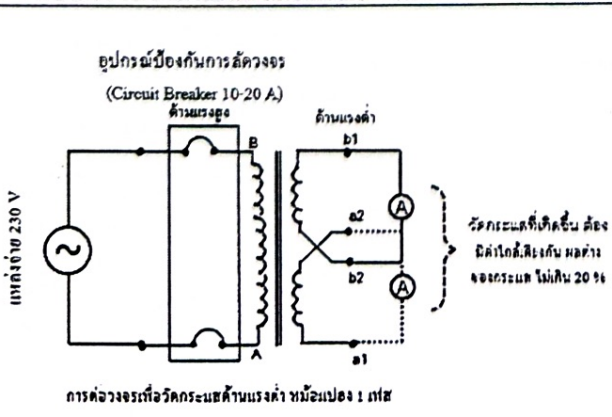 อุปกรณ์ป้องกันการลัดวงจร
(Circuit Breaker 10-20 A)
ด้านแรงสูง
ด้านแรงต่ำ
B
b1
A
a2
b2
A
A
a1
แหล่งจ่าย 230 V
วัดกระแสที่เกิดขึ้น ต้อง
มีค่าใกล้เคียงกัน ผลต่าง
ของกระแส ไม่เกิน 20 %
การต่อวงจรเพื่อวัดกระแสด้านแรงต่ำ หม้อแปลง 1 เฟส